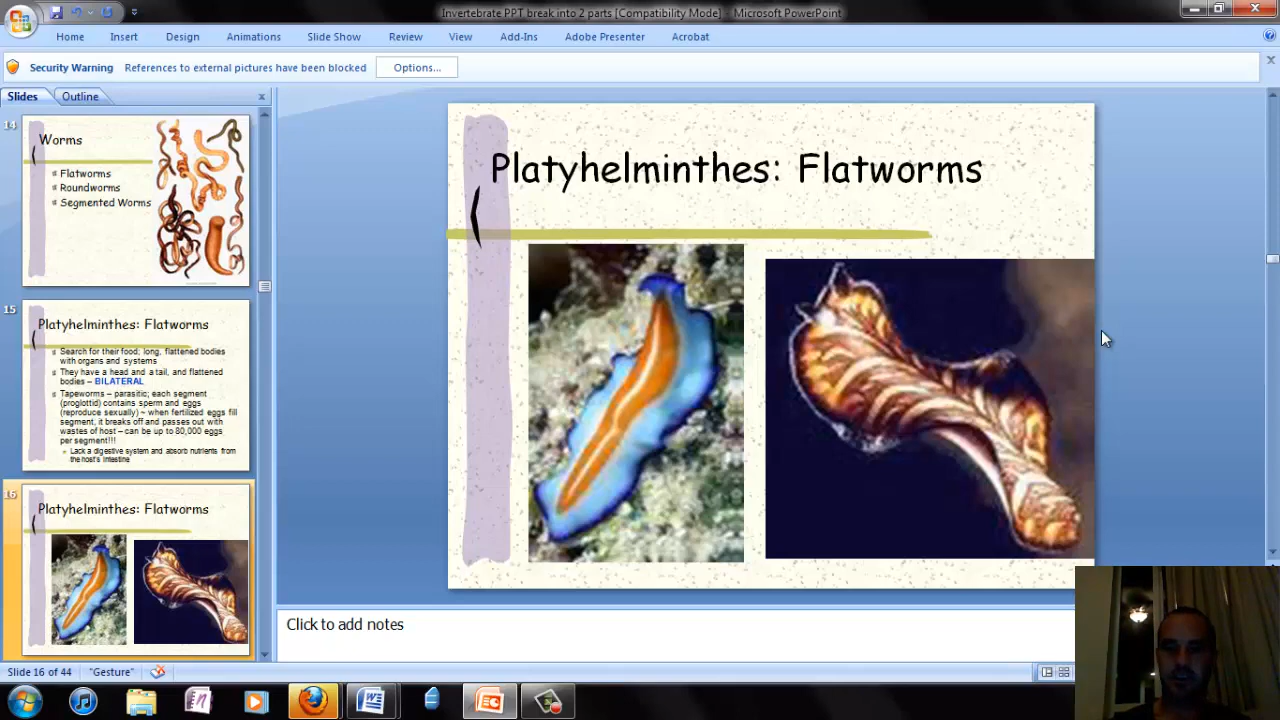 Invertebrate PPT break into 2 parts [Compatibility Mode] - Microsoft PowerPoint
Home Insert Design Animations Slide Show Review View Add-Ins Adobe Presenter Acrobat
Security Warning References to external pictures have been blocked Options...
Slides Outline
14
Worms
Flatworms
Roundworms
Segmented Worms
15
Platyhelminthes: Flatworms
Search for their food; long, flattened bodies
with organs and systems
They have a head and a tail, and flattened
bodies – BILATERAL
Tapeworms – parasitic; each segment
(proglottid) contains sperm and eggs
(reproduce sexually) – when fertilized eggs fill
segment, it breaks off and passes out with
wastes of host – can be up to 80,000 eggs
per segment!!!
Lack a digestive system and absorb nutrients from
the host's intestine
16
Platyhelminthes: Flatworms
Platyhelminthes: Flatworms
Click to add notes
Slide 16 of 44 "Gesture"